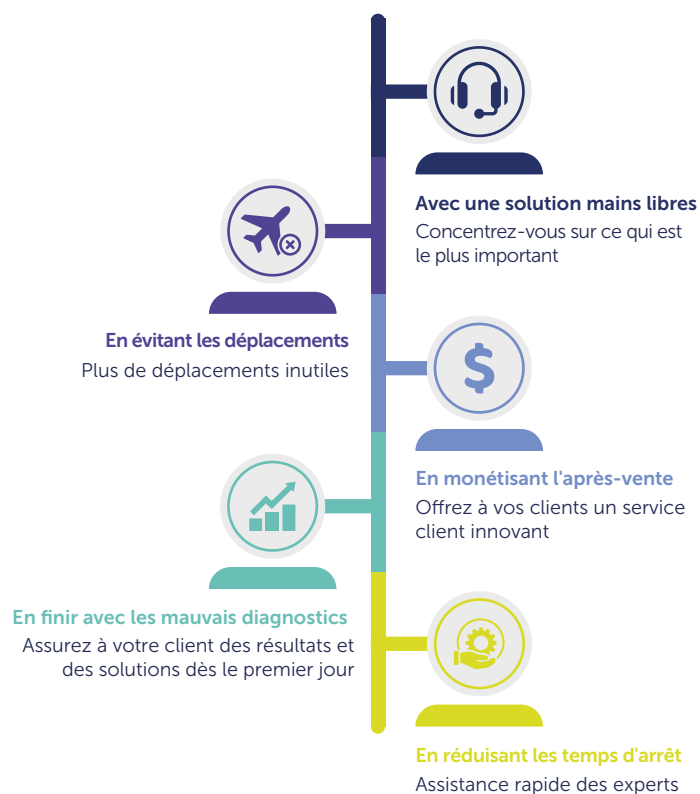 Avec une solution mains libres
Concentrez-vous sur ce qui est
le plus important
En évitant les déplacements
Plus de déplacements inutiles
$
En monétisant l'après-vente
Offrez à vos clients un service
client innovant
En finir avec les mauvais diagnostics
Assurez à votre client des résultats et
des solutions dès le premier jour
En réduisant les temps d'arrêt
Assistance rapide des experts